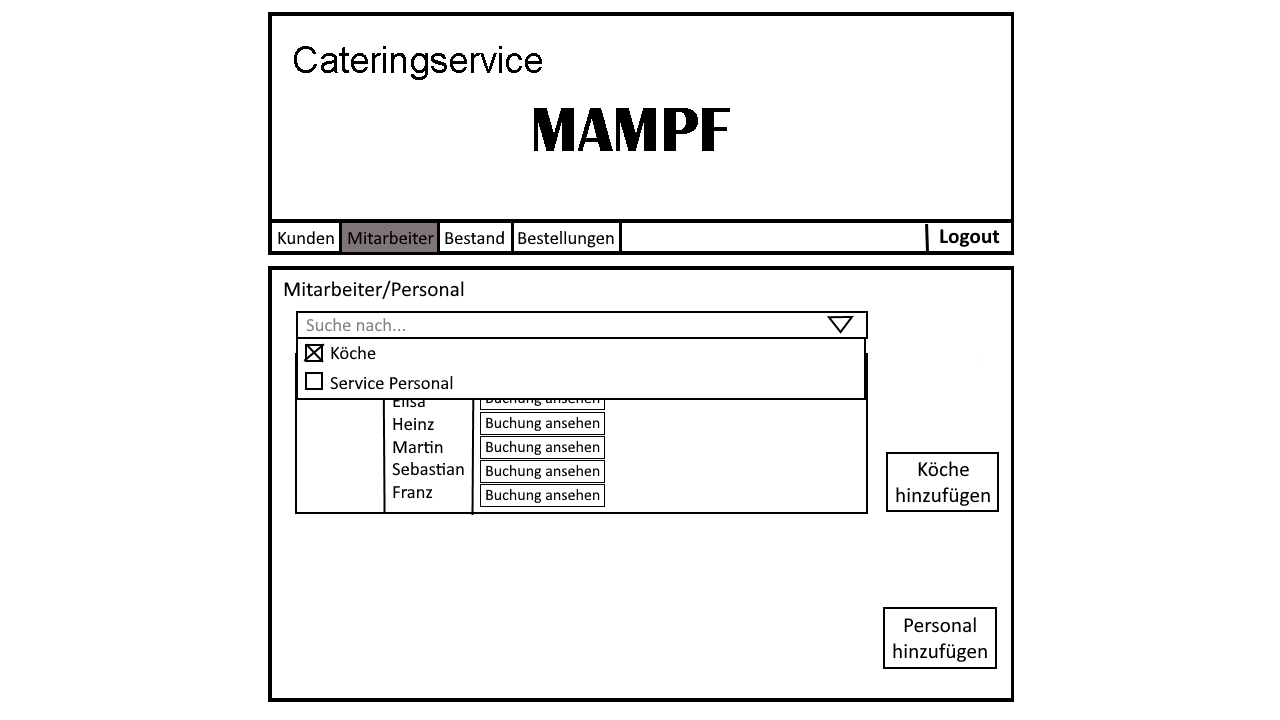 Cateringservice
MAMPF
Kunden Mitarbeiter Bestand Bestellungen Logout
Mitarbeiter/Personal
Suche nach...
Köche
Service Personal
Elisa Buchung ansehen
Heinz Buchung ansehen
Martin Buchung ansehen
Sebastian Buchung ansehen
Franz Buchung ansehen
Köche
hinzufügen
Personal
hinzufügen